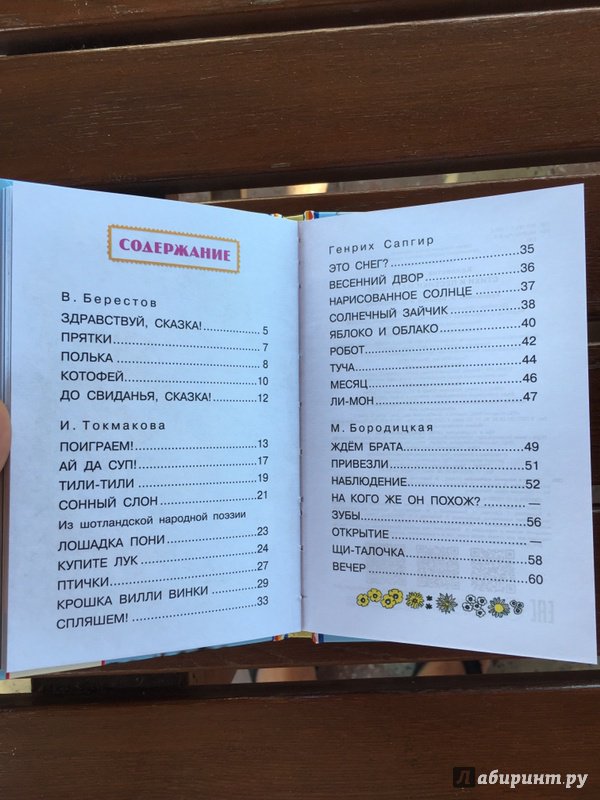 СОДЕРЖАНИЕ
В. Берестов
ЗДРАВСТВУЙ, СКАЗКА!..................5
ПРЯТКИ..................7
ПОЛЬКА..................8
КОТОФЕЙ..................10
ДО СВИДАНЬЯ, СКАЗКА!..................12
И. Токмакова
ПОИГРАЕМ!..................13
АЙ ДА СУП!..................17
ТИЛИ-ТИЛИ..................19
СОННЫЙ СЛОН..................21
Из шотландской народной поэзии
ЛОШАДКА ПОНИ..................23
КУПИТЕ ЛУК..................24
ПТИЧКИ..................27
КРОШКА ВИЛЛИ ВИНКИ..................29
СПЛЯШЕМ!..................33
Генрих Сапгир
ЭТО СНЕГ?..................35
ВЕСЕННИЙ ДВОР..................36
НАРИСОВАННОЕ СОЛНЦЕ..................37
СОЛНЕЧНЫЙ ЗАЙЧИК..................38
ЯБЛОКО И ОБЛАКО..................40
РОБОТ..................42
ТУЧА..................44
МЕСЯЦ..................46
ЛИ-МОН..................47
М. Бородицкая
ЖДЁМ БРАТА..................49
ПРИВЕЗЛИ..................51
НАБЛЮДЕНИЕ..................52
НА КОГО ЖЕ ОН ПОХОЖ?..................—
ЗУБЫ..................56
ОТКРЫТИЕ..................—
ЩИ-ТАЛОЧКА..................58
ВЕЧЕР..................60
Лабиринт.ру